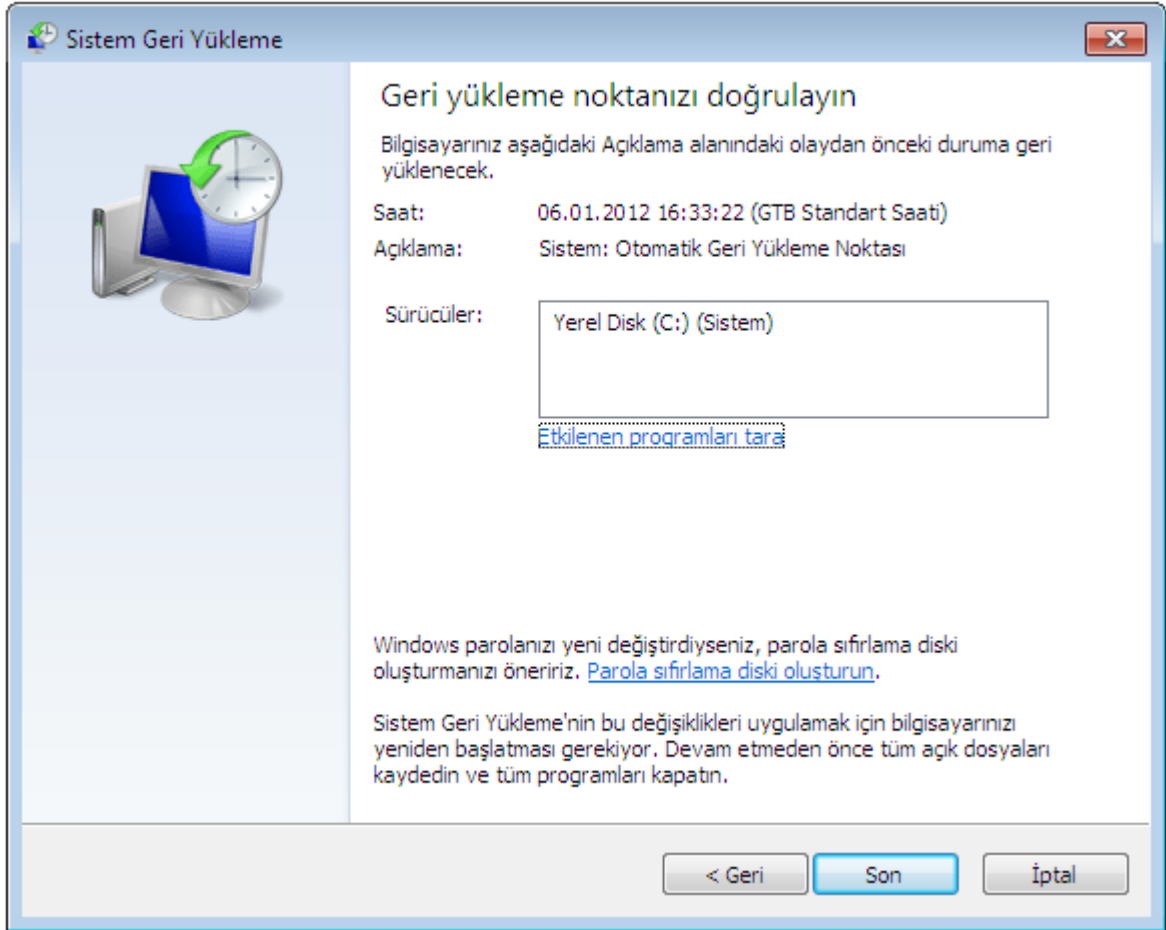 Sistem Geri Yükleme
Geri yükleme noktanızı doğrulayın
Bilgisayarınız aşağıdaki Açıklama alanındaki olaydan önceki duruma geri
yüklenecek.
Saat: 06.01.2012 16:33:22 (GTB Standart Saati)
Açıklama: Sistem: Otomatik Geri Yükleme Noktası
Sürücüler: Yerel Disk (C:) (Sistem)
Etkilenen programları tara
Windows parolanızı yeni değiştirdiyseniz, parola sıfırlama diski
oluşturmanızı öneririz. Parola sıfırlama diski oluşturun.
Sistem Geri Yükleme'nin bu değişiklikleri uygulamak için bilgisayarınızı
yeniden başlatması gerekiyor. Devam etmeden önce tüm açık dosyaları
kaydedin ve tüm programları kapatın.
< Geri Son İptal